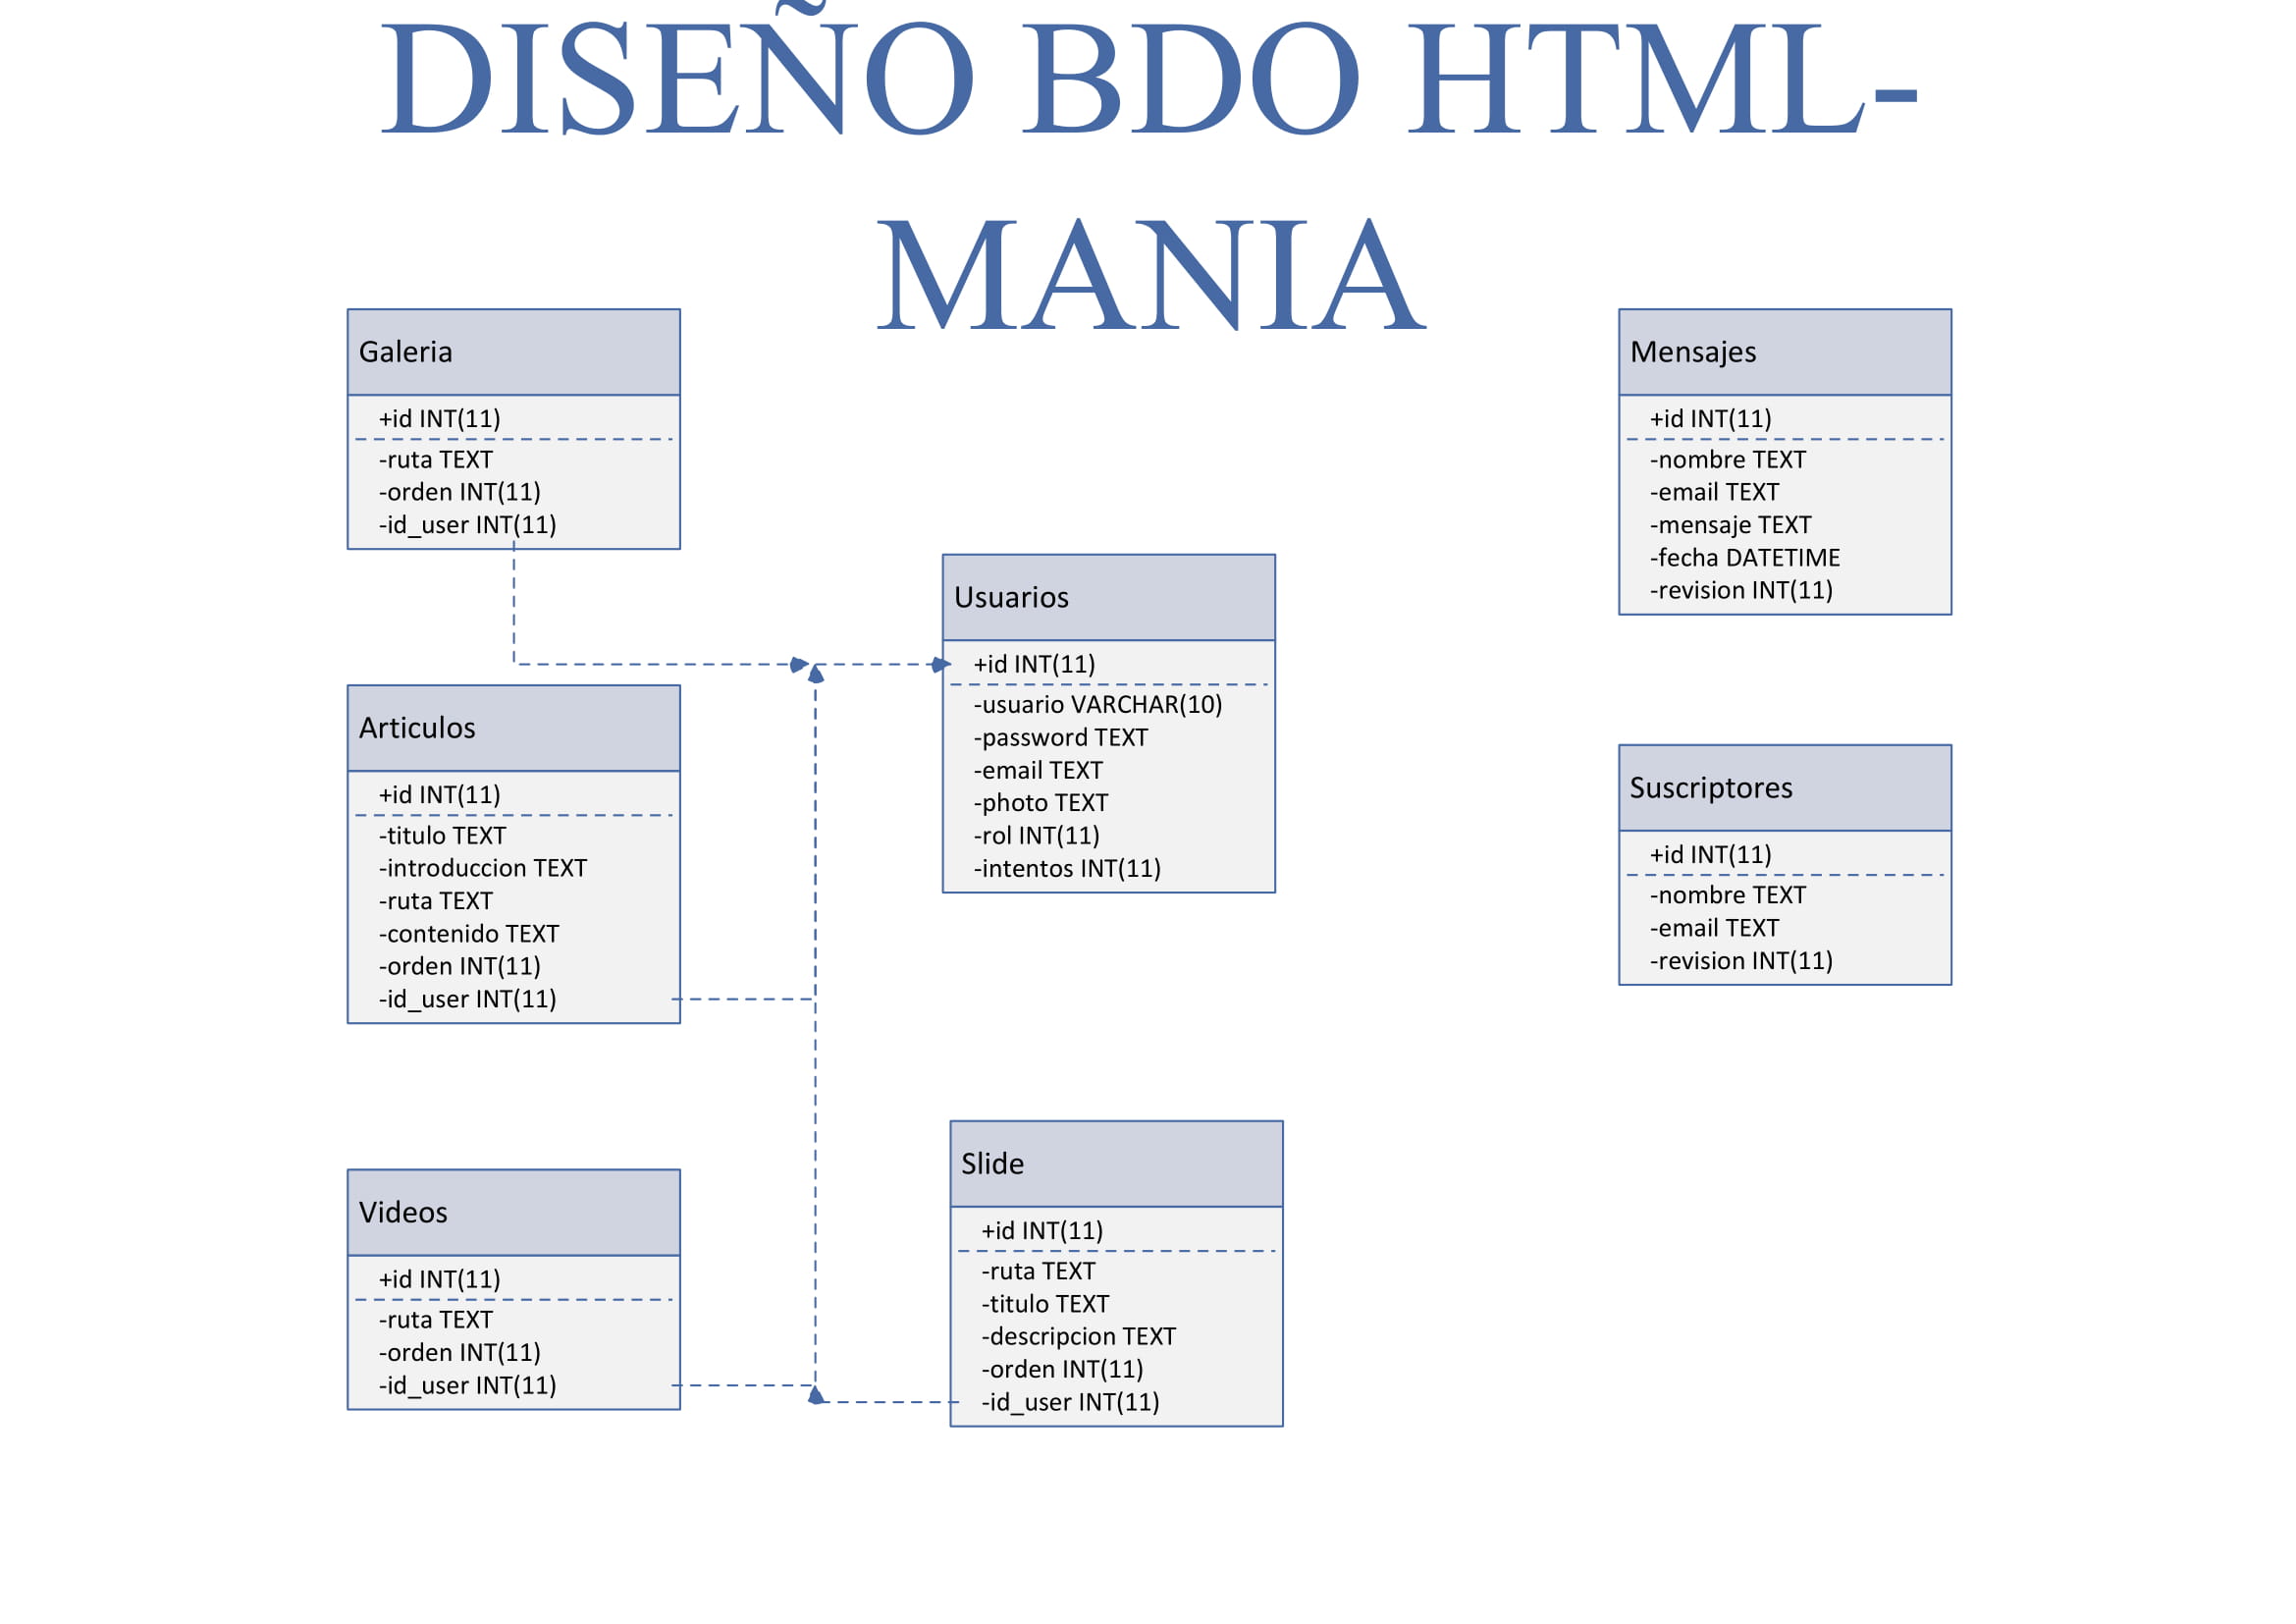 DISEÑO BDO HTML-
MANIA
Galeria
+id INT(11)
-ruta TEXT
-orden INT(11)
-id_user INT(11)
Articulos
+id INT(11)
-titulo TEXT
-introduccion TEXT
-ruta TEXT
-contenido TEXT
-orden INT(11)
-id_user INT(11)
Videos
+id INT(11)
-ruta TEXT
-orden INT(11)
-id_user INT(11)
Usuarios
+id INT(11)
-usuario VARCHAR(10)
-password TEXT
-email TEXT
-photo TEXT
-rol INT(11)
-intentos INT(11)
Slide
+id INT(11)
-ruta TEXT
-titulo TEXT
-descripcion TEXT
-orden INT(11)
-id_user INT(11)
Mensajes
+id INT(11)
-nombre TEXT
-email TEXT
-mensaje TEXT
-fecha DATETIME
-revision INT(11)
Suscriptores
+id INT(11)
-nombre TEXT
-email TEXT
-revision INT(11)